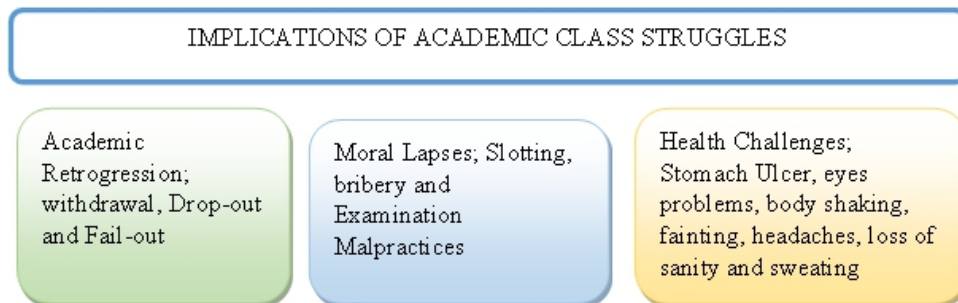 IMPLICATIONS OF ACADEMIC CLASS STRUGGLES
Academic
Retrogression;
withdrawal, Drop-out
and Fail-out
Moral Lapses; Slotting,
bribery and
Examination
Malpractices
Health Challenges;
Stomach Ulcer, eyes
problems, body shaking,
fainting, headaches, loss of
sanity and sweating